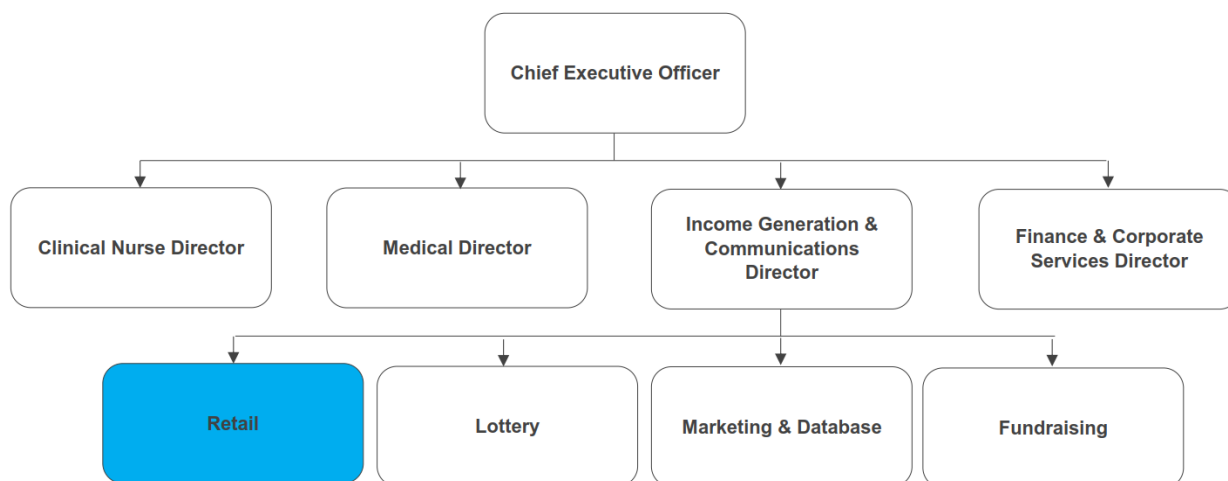 Chief Executive Officer
Clinical Nurse Director
Medical Director
Income Generation &
Communications
Director
Finance & Corporate
Services Director
Retail
Lottery
Marketing & Database
Fundraising